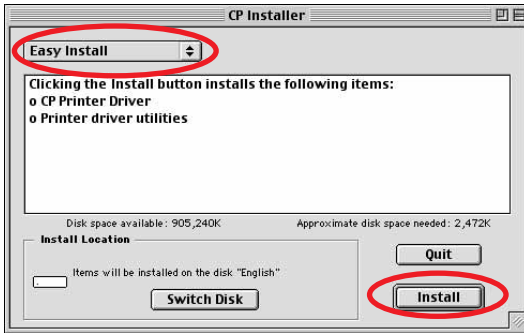 CP Installer
Easy Install
Clicking the Install button installs the following items:
o CP Printer Driver
o Printer driver utilities
Disk space available: 905,240K Approximate disk space needed: 2,472K
Install Location
Items will be installed on the disk "English"
Switch Disk
Quit
Install